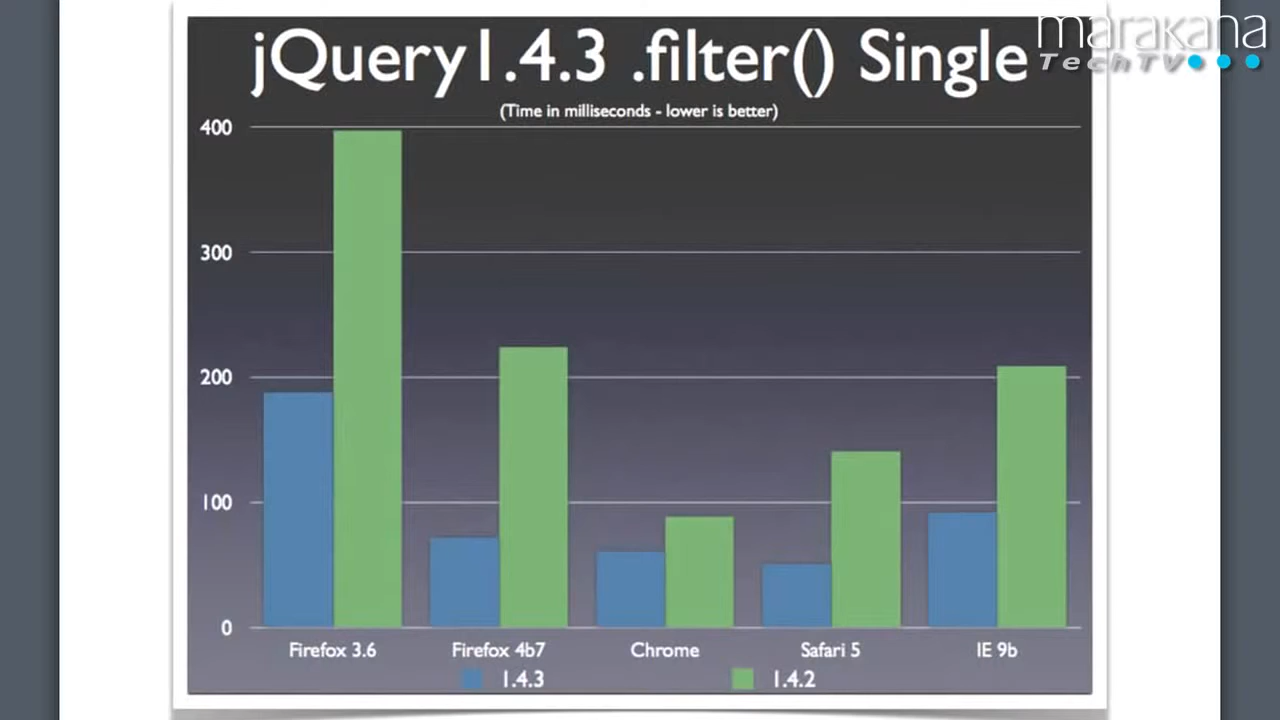 marakana
TechTV
jQuery1.4.3 .filter() Single
(Time in milliseconds - lower is better)
400
300
200
100
0
Firefox 3.6 Firefox 4b7 Chrome Safari 5 IE 9b
1.4.3 1.4.2